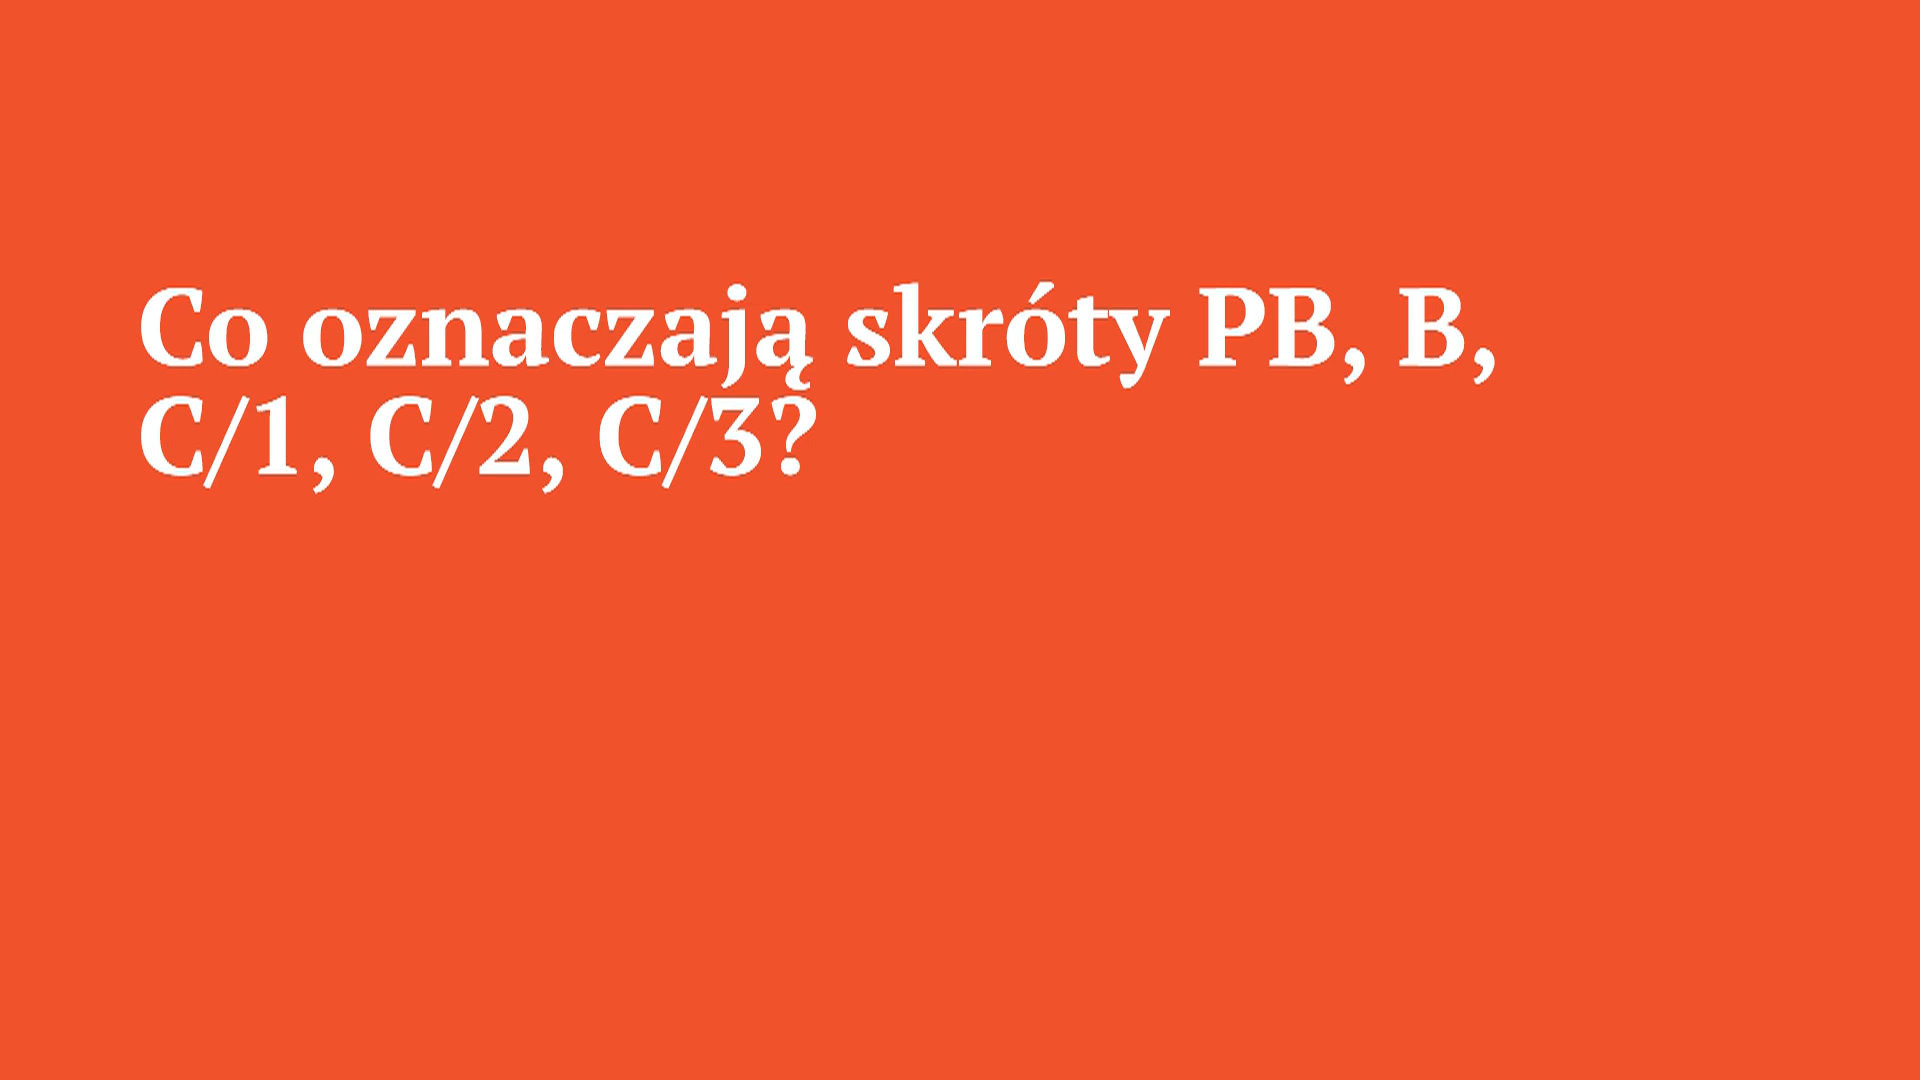 Co oznaczają skróty PB, B,
C/1, C/2, C/3?